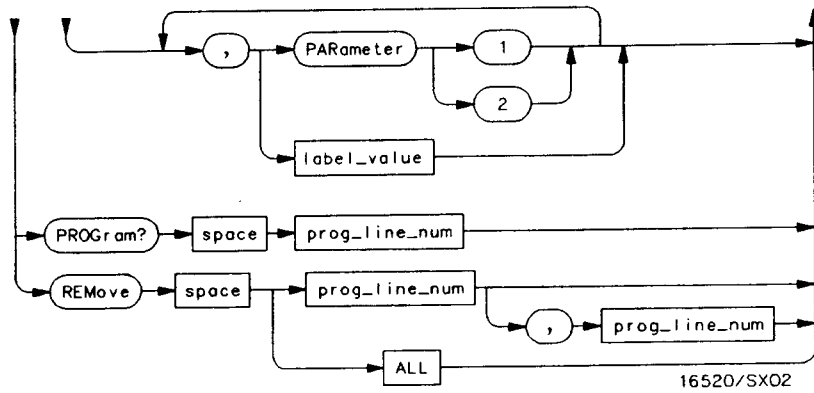 , PARameter 1
2
label_value
PROGram? space prog_line_num
REMove space prog_line_num
, prog_line_num
ALL
16520/SX02